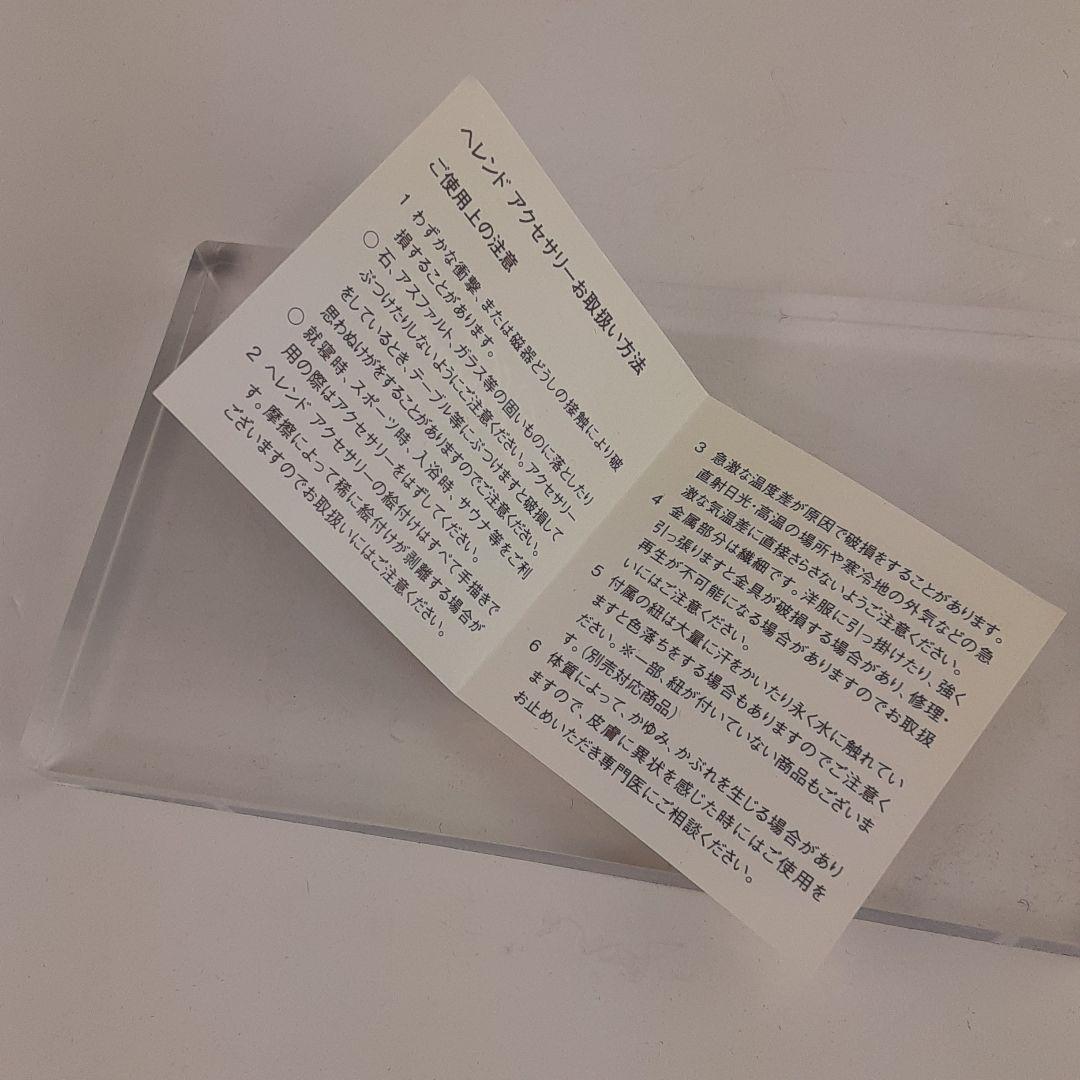 ヘレンド アクセサリーお取扱い方法
ご使用上の注意
1 わずかな衝撃、または磁器どうしの接触により破
損することがあります。
○ 石、アスファルト、ガラス等の固いものに落としたり
ぶつけたりしないようにご注意ください。アクセサリー
をしているとき、テーブル等にぶつけますと破損して
思わぬけがをすることがありますのでご注意ください。
○ 就寝時、スポーツ時、入浴時、サウナ等をご利
用の際はアクセサリーをはずしてください。
2 ヘレンド アクセサリーの絵付けはすべて手描きで
す。摩擦によって稀に絵付けが剥離する場合が
ございますのでお取扱いにはご注意ください。
3 急激な温度差が原因で破損をすることがあります。
直射日光・高温の場所や寒冷地の外気などの急
激な気温差に直接さらさないようご注意ください。
4 金属部分は繊細です。洋服に引っ掛けたり、強く
引っ張りますと金具が破損する場合があり、修理・
再生が不可能になる場合がありますのでお取扱
いにはご注意ください。
5 付属の紐は大量に汗をかいたり永く水に触れてい
ますと色落ちをする場合もありますのでご注意く
ださい。※一部、紐が付いていない商品もございま
す。(別売対応商品)
6 体質によって、かゆみ、かぶれを生じる場合があり
ますので、皮膚に異状を感じた時にはご使用を
お止めいただき専門医にご相談ください。